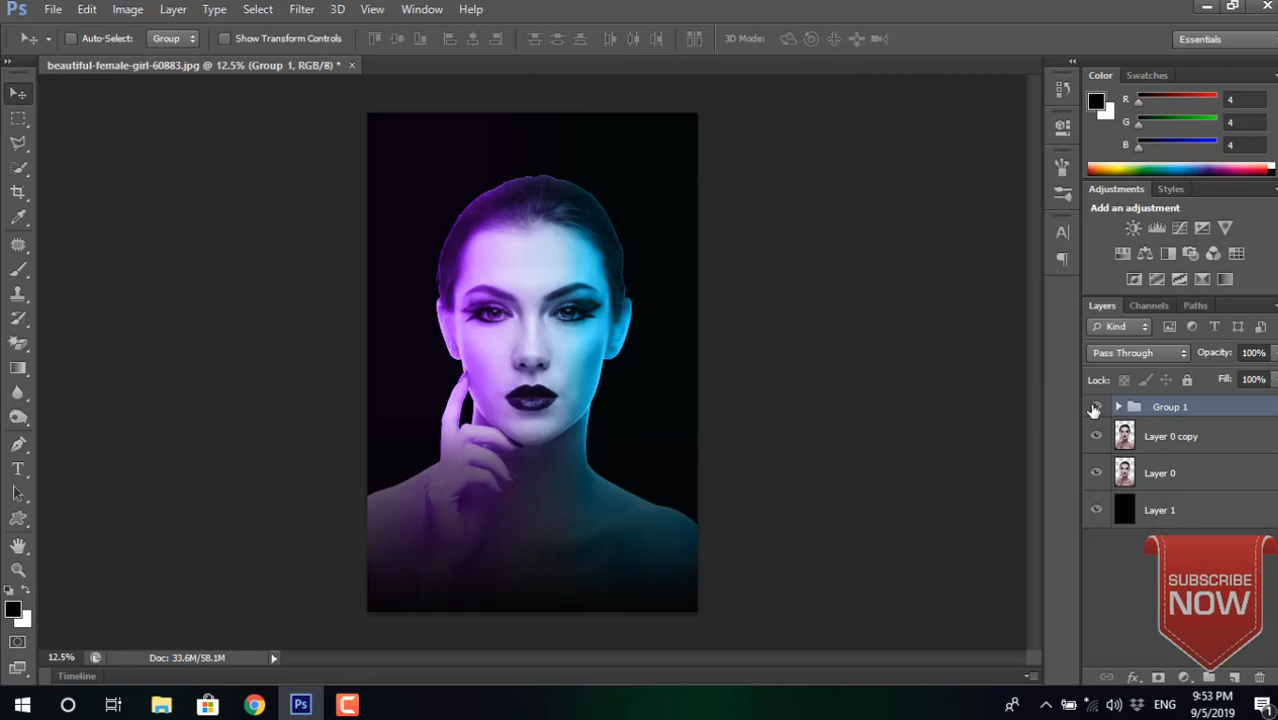 Ps File Edit Image Layer Type Select Filter 3D View Window Help
Auto-Select: Group Show Transform Controls 3D Mode: Essentials
beautiful-female-girl-60883.jpg @ 12.5% (Group 1, RGB/8) * ×
Color Swatches
R 4
G 4
B 4
Adjustments Styles
Add an adjustment
Layers Channels Paths
Kind
Pass Through Opacity: 100%
Lock: Fill: 100%
Group 1
Layer 0 copy
Layer 0
Layer 1
SUBSCRIBE
NOW
12.5% Doc: 33.6M/58.1M
Timeline
Ps ENG 9:53 PM
9/5/2019 1